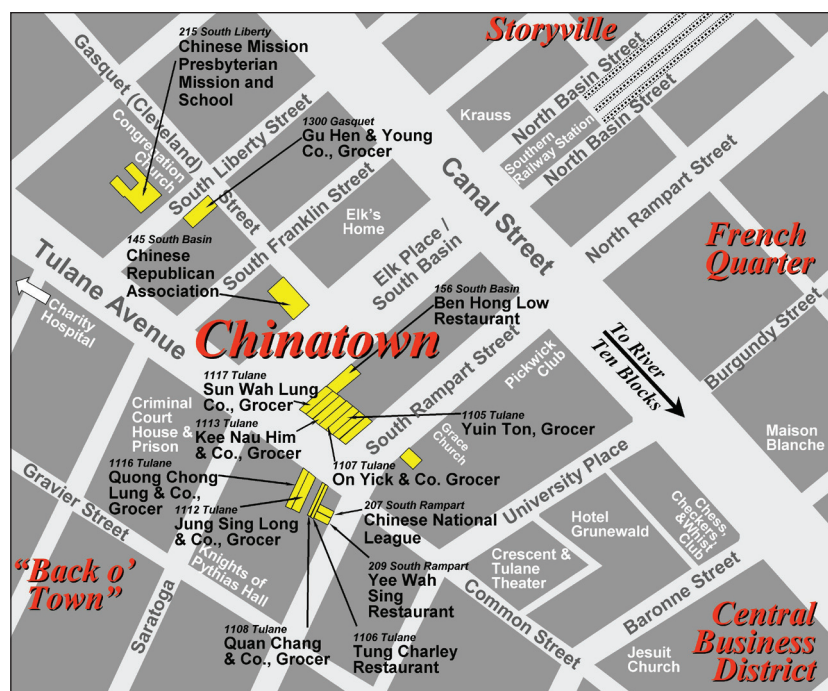 Storyville
215 South Liberty
Chinese Mission
Presbyterian
Mission and
School
Gasquet (Cleveland)
Street
Congregation
Church
South Liberty Street
1300 Gasquet
Gu Hen & Young
Co., Grocer
Krauss
North Basin Street
Southern
Railway Station
North Basin Street
Canal Street
North Rampart Street
South Franklin Street
Elk's
Home
Elk Place /
South Basin
French
Quarter
145 South Basin
Chinese
Republican
Association
Tulane Avenue
Charity
Hospital
156 South Basin
Ben Hong Low
Restaurant
Chinatown
To River
Ten Blocks
Burgundy Street
South Rampart Street
Pickwick
Club
1117 Tulane
Sun Wah Lung
Co., Grocer
Criminal
Court
House &
Prison
1113 Tulane
Kee Nau Him
& Co., Grocer
1105 Tulane
Yuin Ton, Grocer
Grace
Church
Maison
Blanche
1107 Tulane
On Yick & Co. Grocer
1116 Tulane
Quong Chong
Lung & Co.,
Grocer
Gravier Street
University Place
207 South Rampart
Chinese National
League
Hotel
Grunewald
Chess,
Checkers,
& Whist
Club
1112 Tulane
Jung Sing Long
& Co., Grocer
Knights of
Pythias Hall
Crescent &
Tulane
Theater
209 South Rampart
Yee Wah
Sing
Restaurant
"Back o'
Town"
Saratoga
Common Street
Baronne Street
Central
Business
District
1108 Tulane
Quan Chang
& Co., Grocer
1106 Tulane
Tung Charley
Restaurant
Jesuit
Church